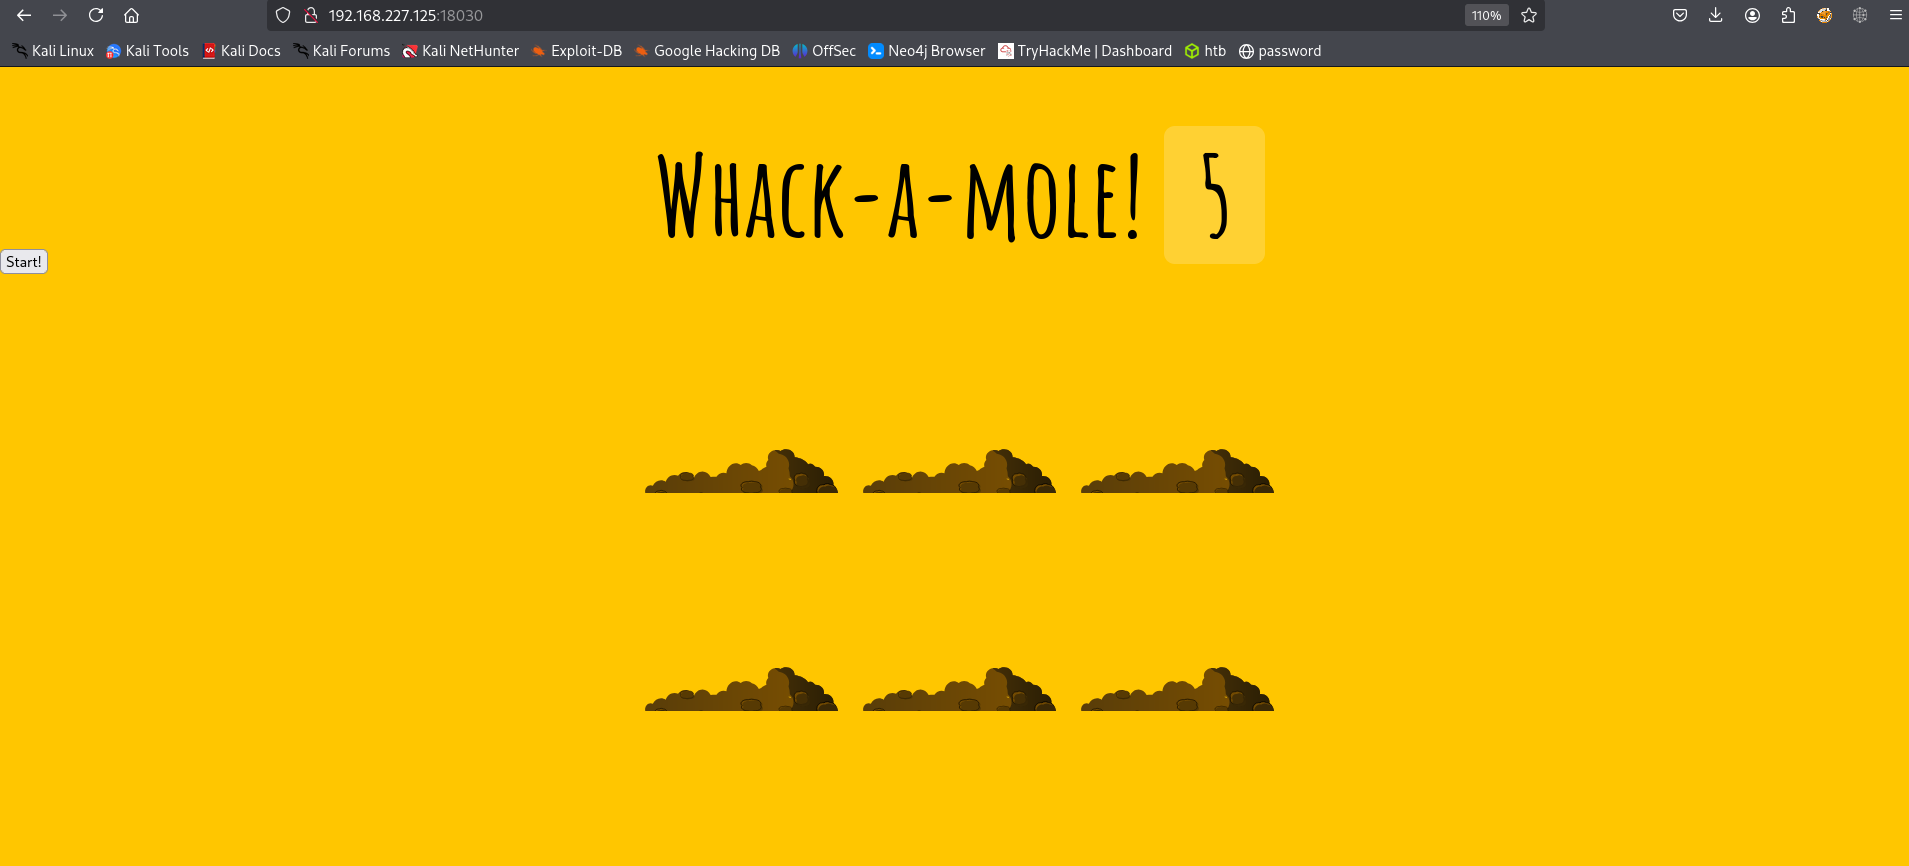 192.168.227.125:18030 110%
Kali Linux Kali Tools Kali Docs Kali Forums Kali NetHunter Exploit-DB Google Hacking DB OffSec Neo4j Browser TryHackMe | Dashboard htb password
Whack-a-mole! 5
Start!